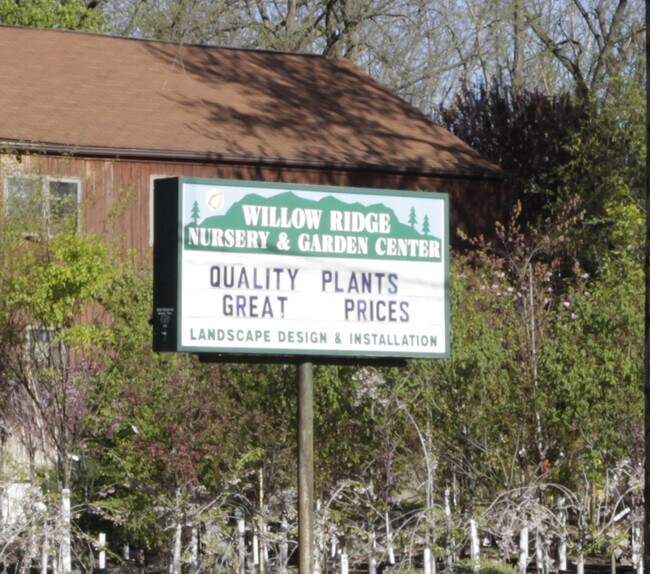 WILLOW RIDGE
NURSERY & GARDEN CENTER
QUALITY PLANTS
GREAT PRICES
LANDSCAPE DESIGN & INSTALLATION